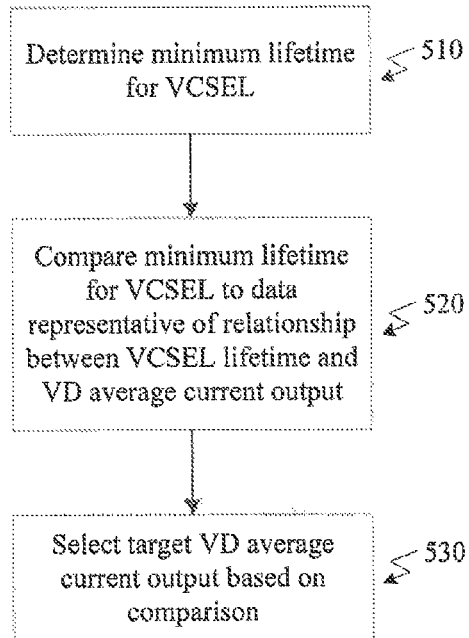 Determine minimum lifetime
for VCSEL
510
Compare minimum lifetime
for VCSEL to data
representative of relationship
between VCSEL lifetime and
VD average current output
520
Select target VD average
current output based on
comparison
530